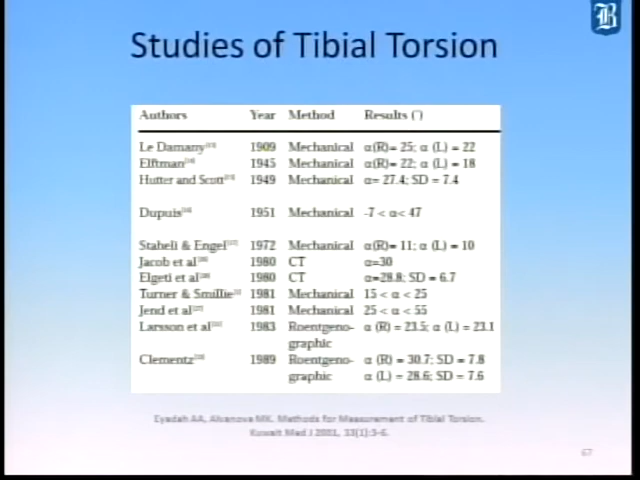 B
Studies of Tibial Torsion
Authors Year Method Results (°)
Le Damany 1909 Mechanical α(R)= 25; α (L) = 22
Elftman 1945 Mechanical α(R)= 22; α (L) = 18
Hutter and Scott 1949 Mechanical α= 27.4; SD = 7.4
Dupuis 1951 Mechanical -7 < α< 47
Staheli & Engel 1972 Mechanical α(R)= 11; α (L) = 10
Jacob et al 1980 CT α=30
Elgeti et al 1980 CT α=28.8; SD = 6.7
Turner & Smillie 1981 Mechanical 15 < α < 25
Jend et al 1981 Mechanical 25 < α < 55
Larsson et al 1983 Roentgeno- α (R) = 23.5; α (L) = 23.1
graphic
Clementz 1989 Roentgeno- α (R) = 30.7; SD = 7.8
graphic α (L) = 28.6; SD = 7.6
Eyadah AA, MK. Methods for Measurement of Tibial Torsion.
Kuwait Med J 2001, 33(1):3-6.
67